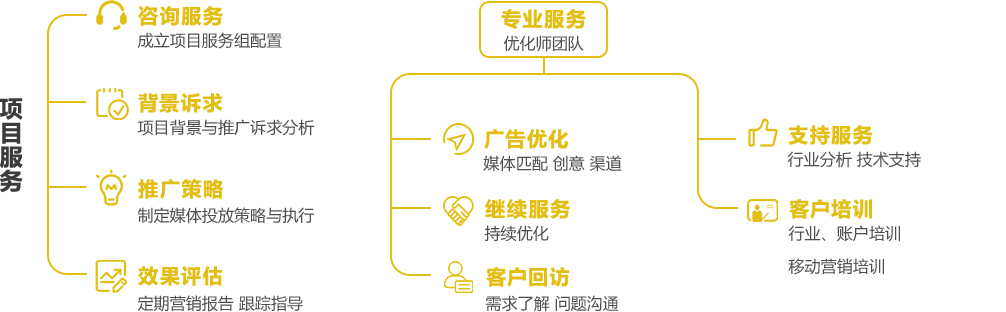 项目服务
咨询服务
成立项目服务组配置
背景诉求
项目背景与推广诉求分析
推广策略
制定媒体投放策略与执行
效果评估
定期营销报告 跟踪指导
专业服务
优化师团队
广告优化
媒体匹配 创意 渠道
继续服务
持续优化
客户回访
需求了解 问题沟通
支持服务
行业分析 技术支持
客户培训
行业、账户培训
移动营销培训